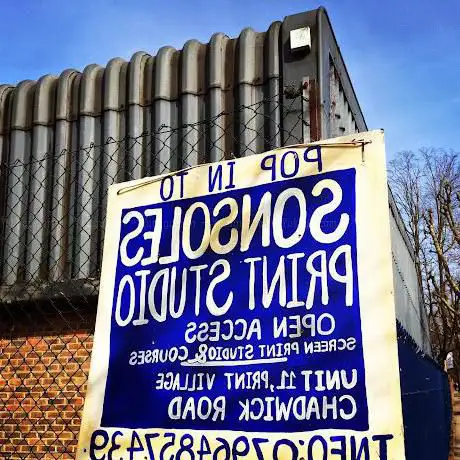 POP IN TO
SONSOLES
PRINT STUDIO
OPEN ACCESS
SCREEN PRINT STUDIO & COURSES
UNIT 11, PRINT VILLAGE
CHADWICK ROAD
INFO:07964857439